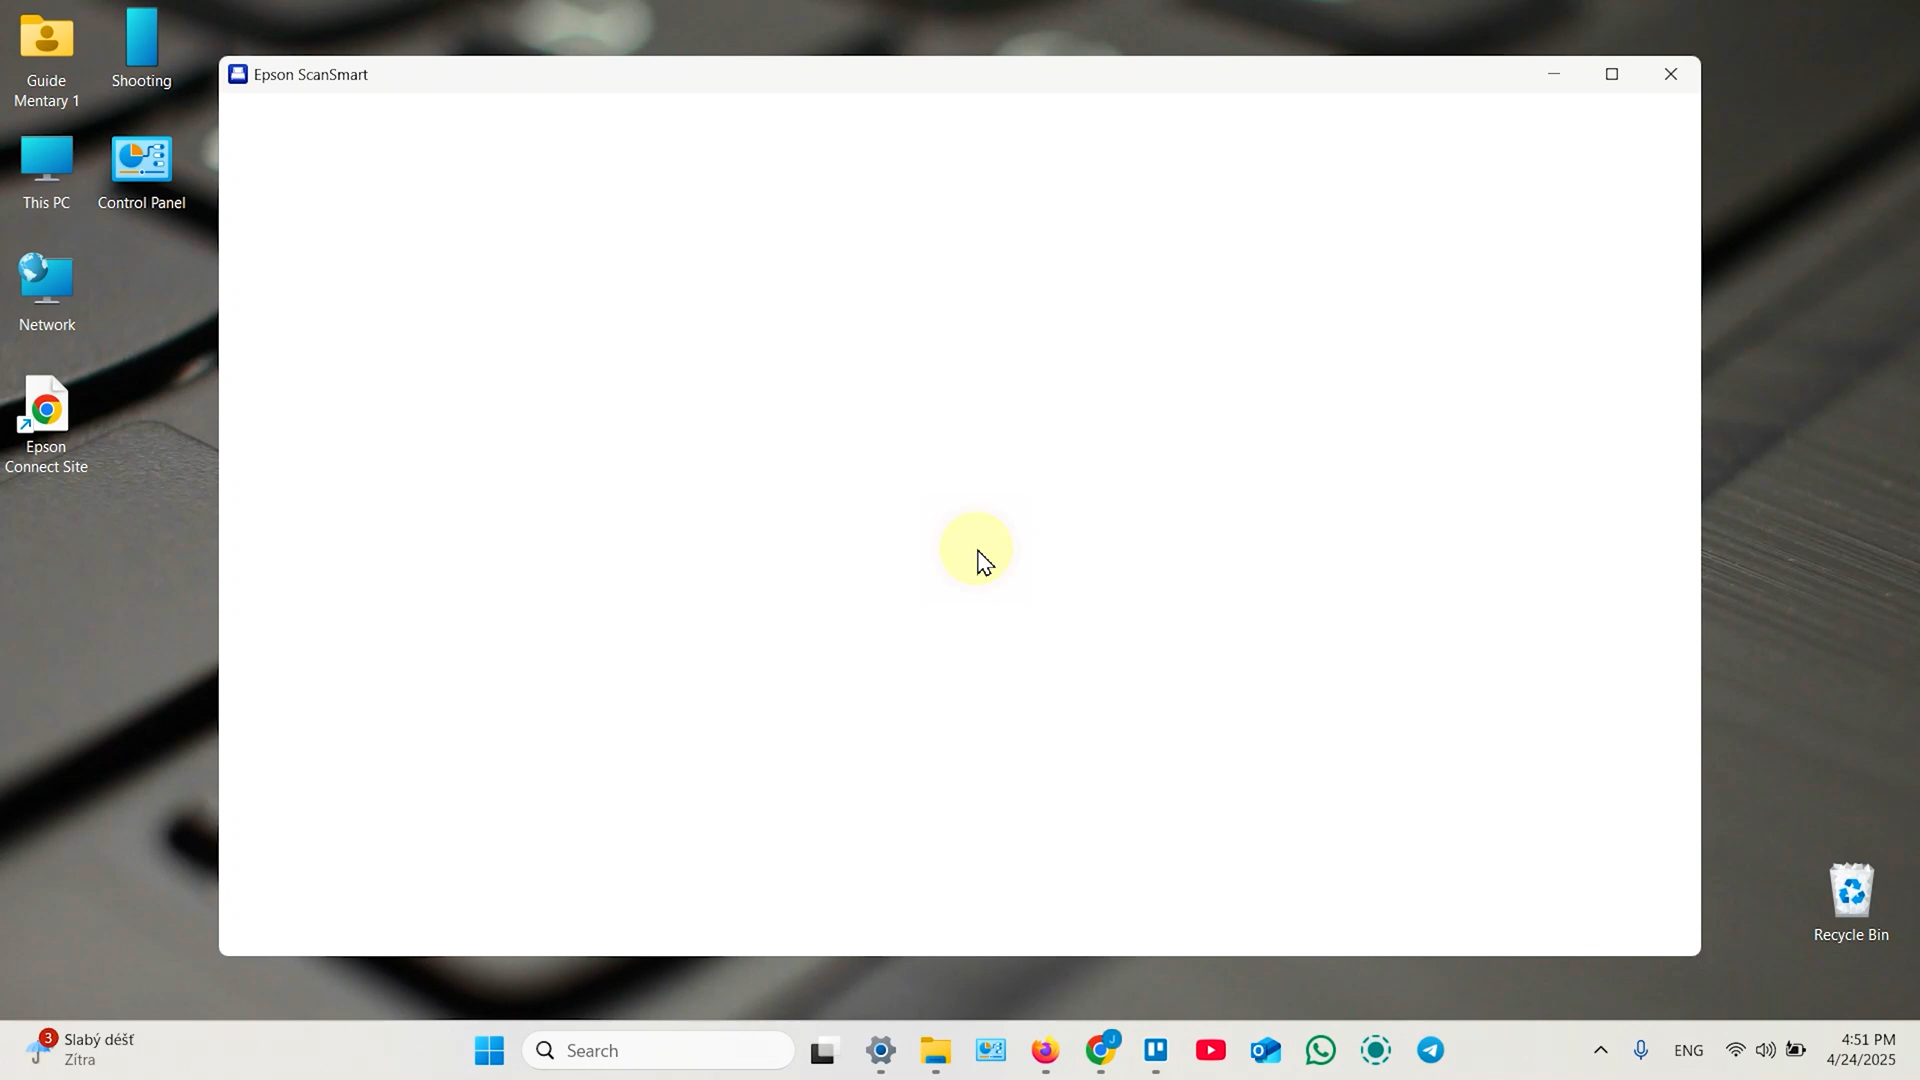 Epson ScanSmart
Guide
Mentary 1
Shooting
This PC
Control Panel
Network
Epson
Connect Site
Recycle Bin
3
Slabý déšť
Zítra
Search
J
ENG
4:51 PM
4/24/2025